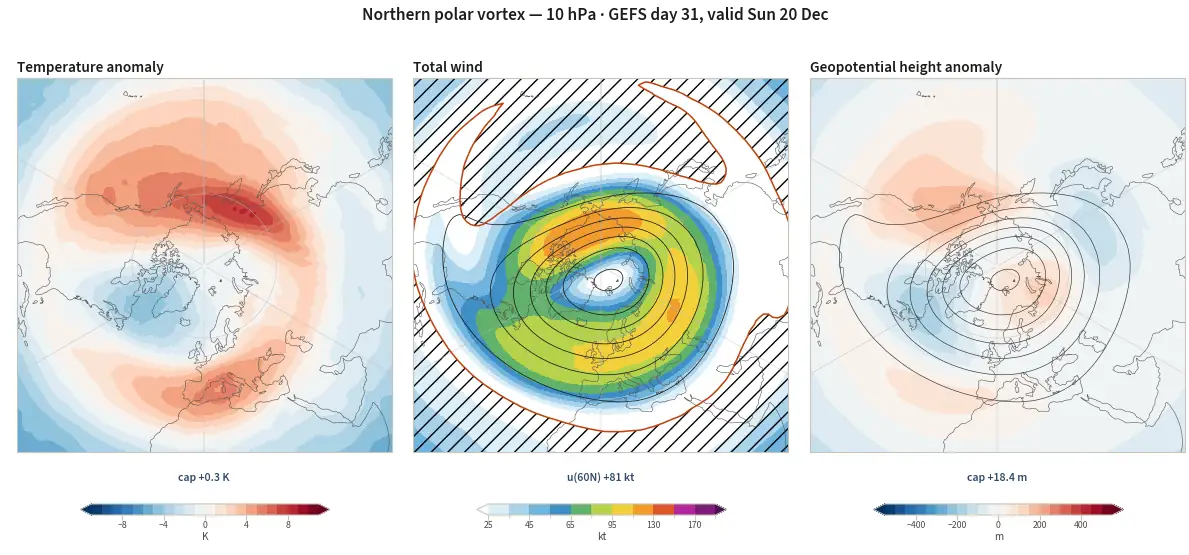 Northern polar vortex — 10 hPa · GEFS day 31, valid Sun 20 Dec
Temperature anomaly
Total wind
Geopotential height anomaly
cap +0.3 K
u(60N) +81 kt
cap +18.4 m
−8 −4 0 4 8
K
25 45 65 95 130 170
kt
−400 −200 0 200 400
m